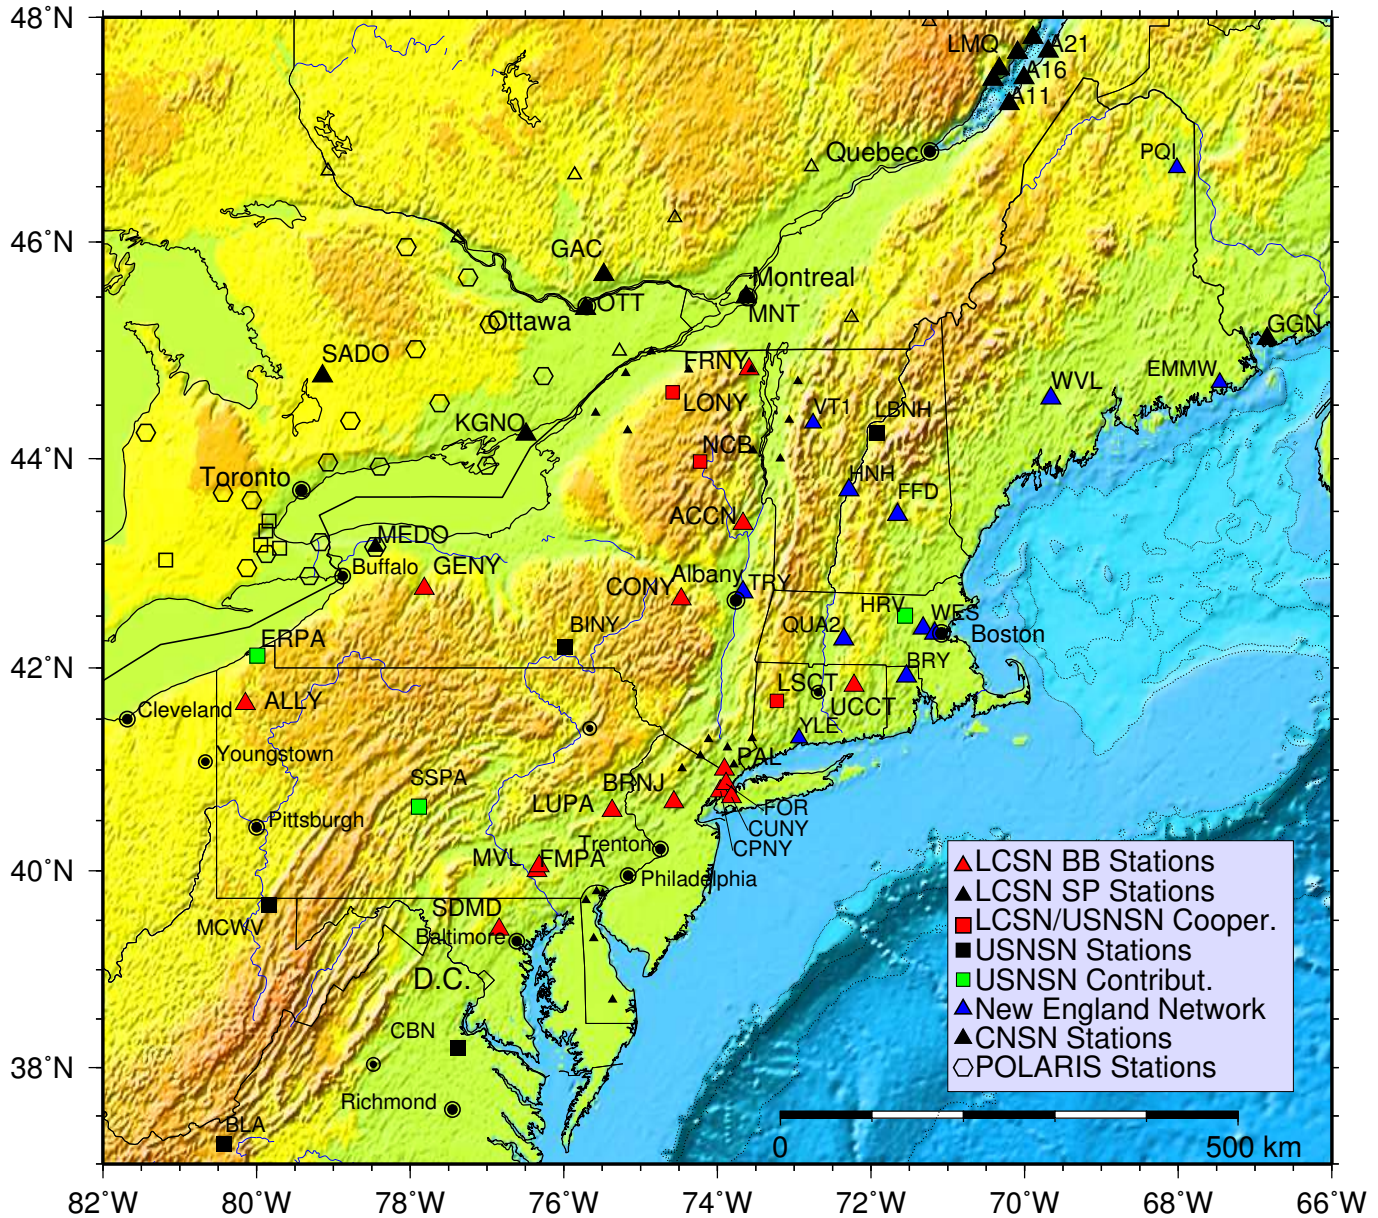 48°N
46°N
44°N
42°N
40°N
38°N
LMQ
A21
A16
A11
Quebec
PQI
GAC
Montreal
OTT
Ottawa
MNT
GGN
SADO
FRNY
EMMW
WVL
LONY
VT1
LBNH
KGNO
NCB
Toronto
HNH
FFD
ACCN
MEDO
Buffalo
GENY
Albany
CONY
TRY
HRV
WES
BINY
QUA2
Boston
ERPA
BRY
LSCT
ALLY
UCCT
Cleveland
YLE
Youngstown
PAL
SSPA
BRNJ
LUPA
FOR
Pittsburgh
CUNY
Trenton
CPNY
MVL
FMPA
Philadelphia
SDMD
MCWV
Baltimore
D.C.
CBN
Richmond
BLA
LCSN BB Stations
LCSN SP Stations
LCSN/USNSN Cooper.
USNSN Stations
USNSN Contribut.
New England Network
CNSN Stations
POLARIS Stations
0
500 km
82°W
80°W
78°W
76°W
74°W
72°W
70°W
68°W
66°W